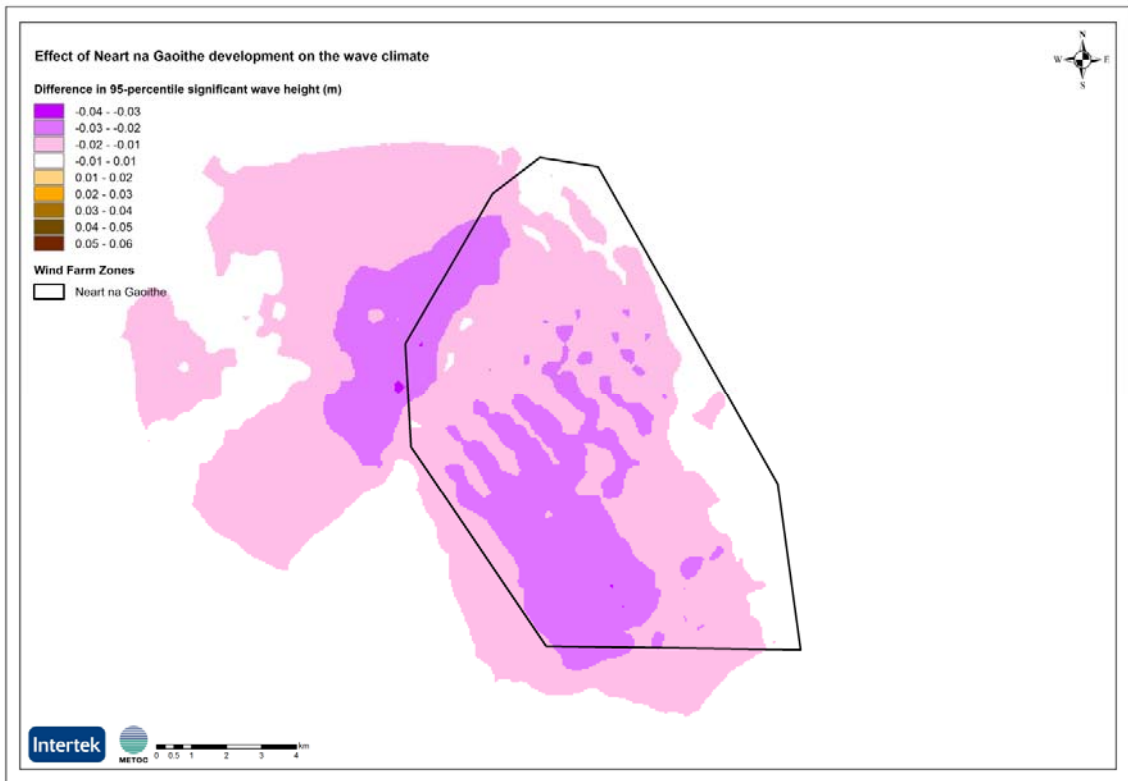 Effect of Neart na Gaoithe development on the wave climate
N
W E
S
Difference in 95-percentile significant wave height (m)
-0.04 - -0.03
-0.03 - -0.02
-0.02 - -0.01
-0.01 - 0.01
0.01 - 0.02
0.02 - 0.03
0.03 - 0.04
0.04 - 0.05
0.05 - 0.06
Wind Farm Zones
Neart na Gaoithe
Intertek
METOC
km
0 0.5 1 2 3 4